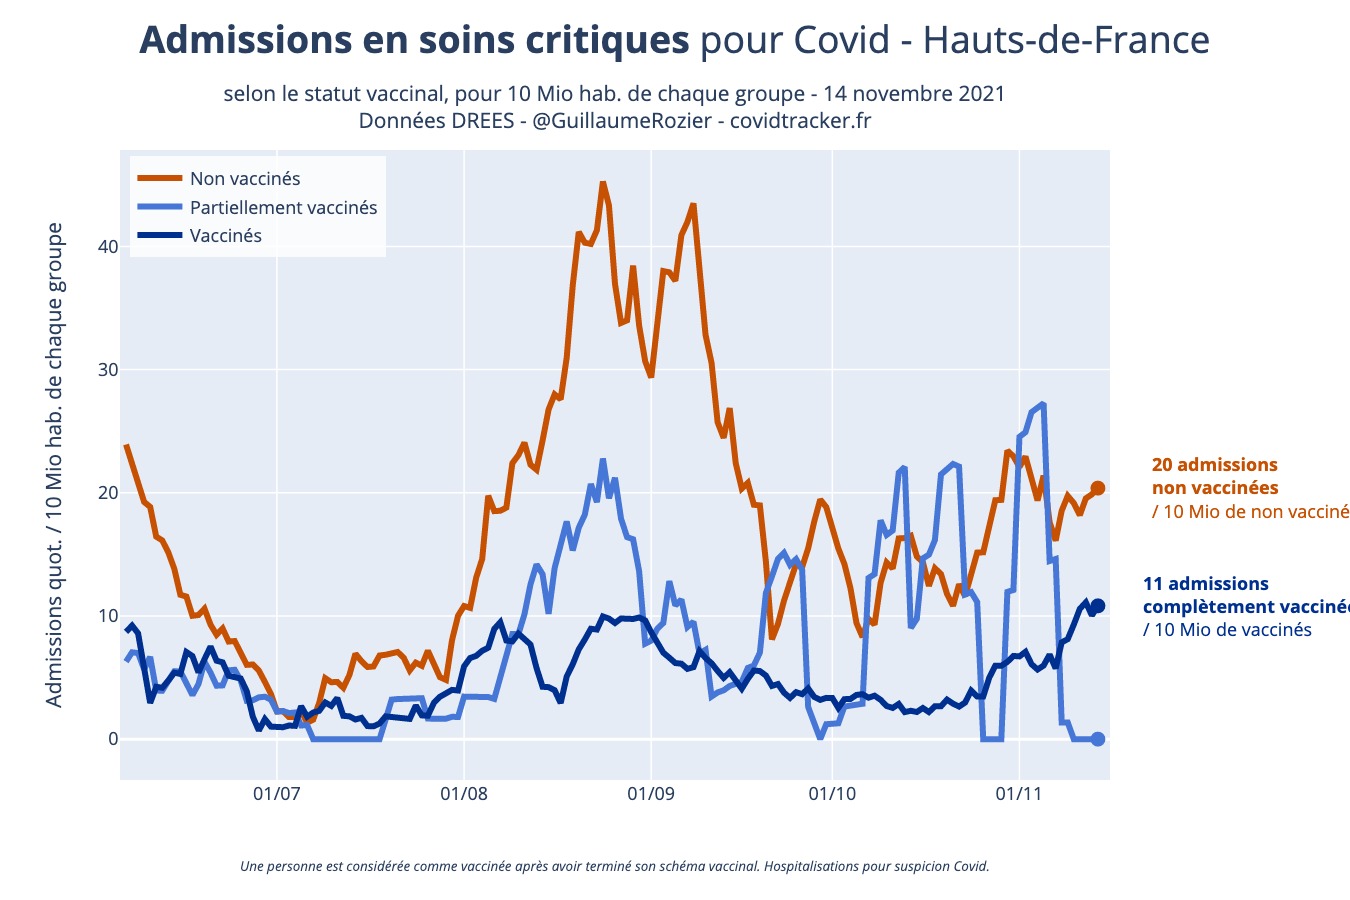 Admissions en soins critiques pour Covid - Hauts-de-France
selon le statut vaccinal, pour 10 Mio hab. de chaque groupe - 14 novembre 2021
Données DREES - @GuillaumeRozier - covidtracker.fr
Non vaccinés
Partiellement vaccinés
Vaccinés
Admissions quot. / 10 Mio hab. de chaque groupe
40
30
20
10
0
01/07
01/08
01/09
01/10
01/11
20 admissions
non vaccinées
/ 10 Mio de non vacciné
11 admissions
complètement vacciné
/ 10 Mio de vaccinés
Une personne est considérée comme vaccinée après avoir terminé son schéma vaccinal. Hospitalisations pour suspicion Covid.